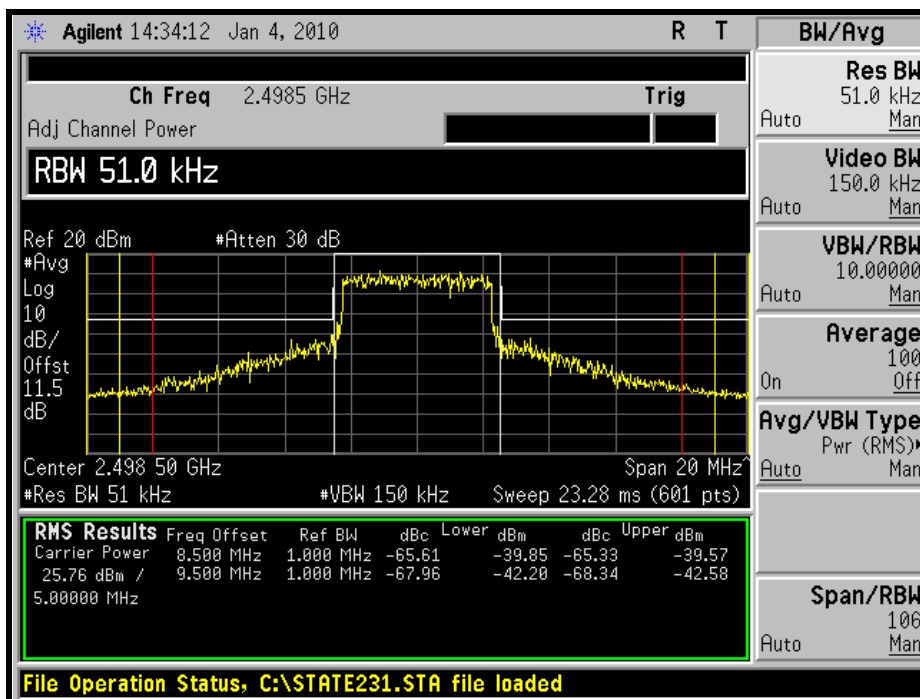 Agilent 14:34:12 Jan 4, 2010 R T
BW/Avg
Ch Freq 2.4985 GHz Trig
Adj Channel Power
RBW 51.0 kHz
Ref 20 dBm #Atten 30 dB
#Avg
Log
10
dB/
Offst
11.5
dB
Center 2.498 50 GHz Span 20 MHz^
#Res BW 51 kHz #VBW 150 kHz Sweep 23.28 ms (601 pts)
RMS Results Freq Offset Ref BW dBc Lower dBm dBc Upper dBm
Carrier Power 8.500 MHz 1.000 MHz -65.61 -39.85 -65.33 -39.57
25.76 dBm / 9.500 MHz 1.000 MHz -67.96 -42.20 -68.34 -42.58
5.00000 MHz
File Operation Status, C:\STATE231.STA file loaded
Res BW
51.0 kHz
Auto Man
Video BW
150.0 kHz
Auto Man
VBW/RBW
10.00000
Auto Man
Average
100
On Off
Avg/VBW Type
Pwr (RMS)▸
Auto Man
Span/RBW
106
Auto Man